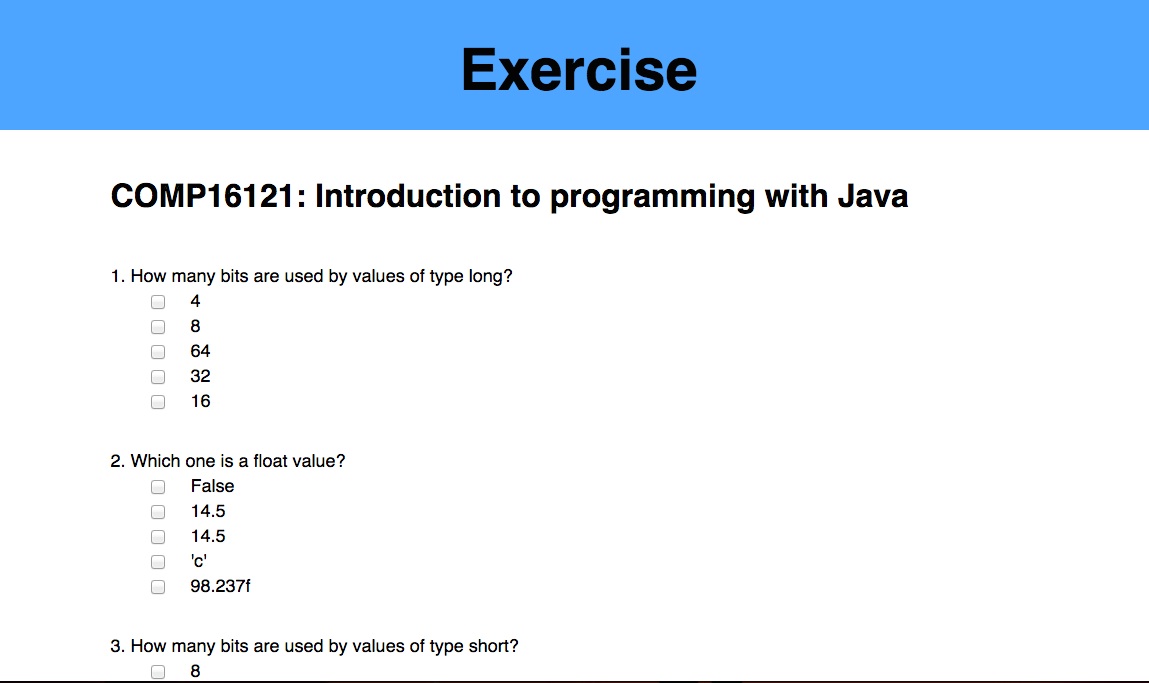 Exercise
COMP16121: Introduction to programming with Java
1. How many bits are used by values of type long?
4
8
64
32
16
2. Which one is a float value?
False
14.5
14.5
'c'
98.237f
3. How many bits are used by values of type short?
8